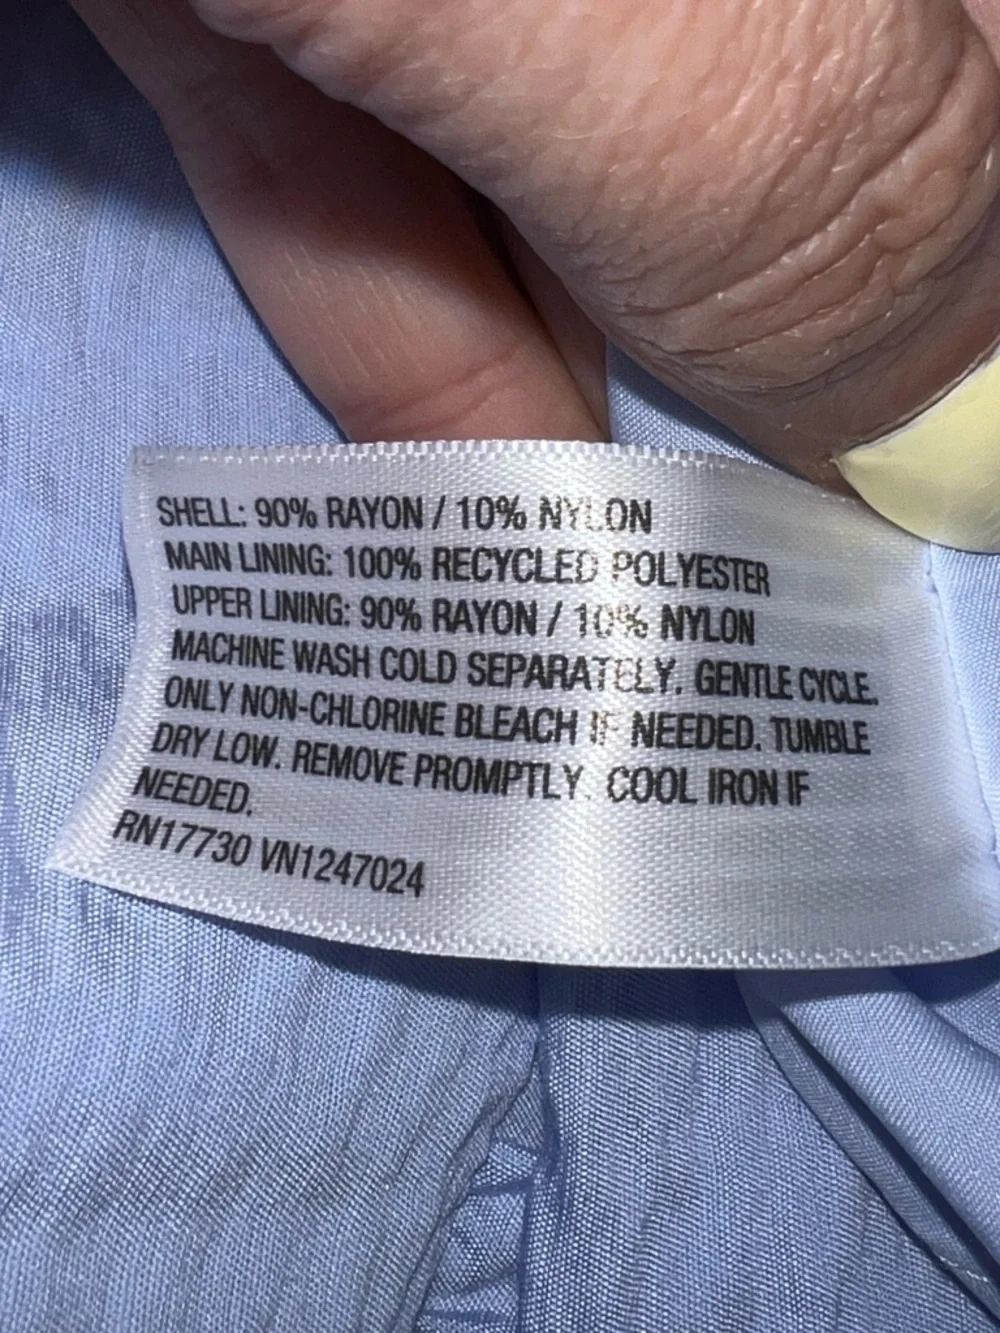 SHELL: 90% RAYON / 10% NYLON
MAIN LINING: 100% RECYCLED POLYESTER
UPPER LINING: 90% RAYON / 10% NYLON
MACHINE WASH COLD SEPARATELY. GENTLE CYCLE.
ONLY NON-CHLORINE BLEACH IF NEEDED. TUMBLE
DRY LOW. REMOVE PROMPTLY. COOL IRON IF
NEEDED.
RN17730 VN1247024